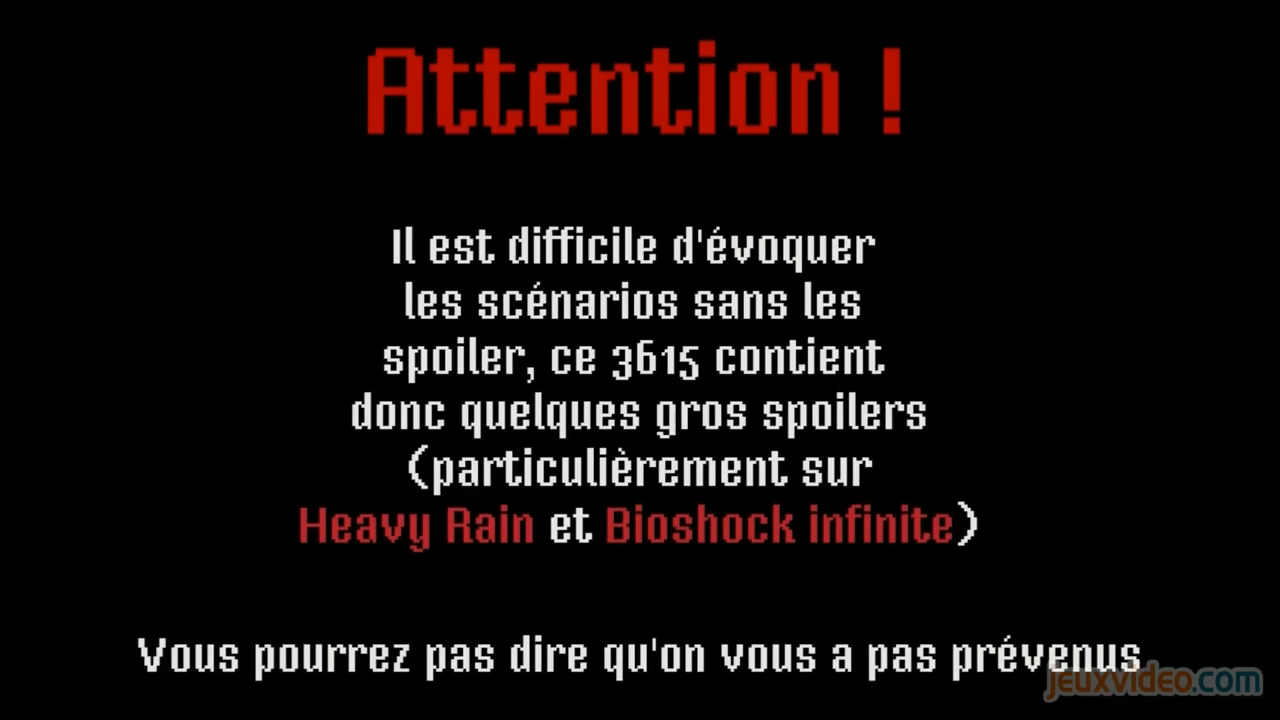 Attention !
Il est difficile d'évoquer
les scénarios sans les
spoiler, ce 3615 contient
donc quelques gros spoilers
(particulièrement sur
Heavy Rain et Bioshock infinite)
Vous pourrez pas dire qu'on vous a pas prévenus
jeuxvideo.com